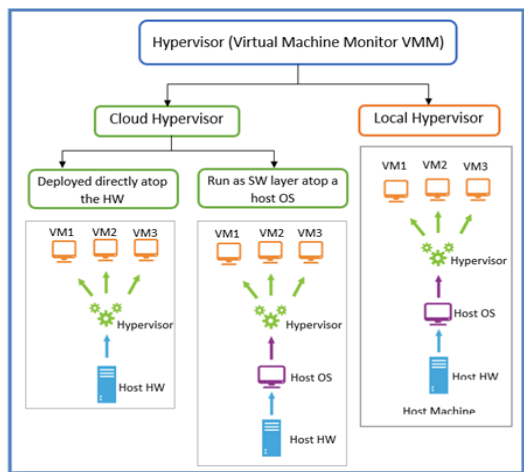 Hypervisor (Virtual Machine Monitor VMM)
Cloud Hypervisor
Local Hypervisor
Deployed directly atop
the HW
Run as SW layer atop a
host OS
VM1 VM2 VM3
Hypervisor
Host HW
VM1 VM2 VM3
Hypervisor
Host OS
Host HW
VM1 VM2 VM3
Hypervisor
Host OS
Host HW
Host Machine